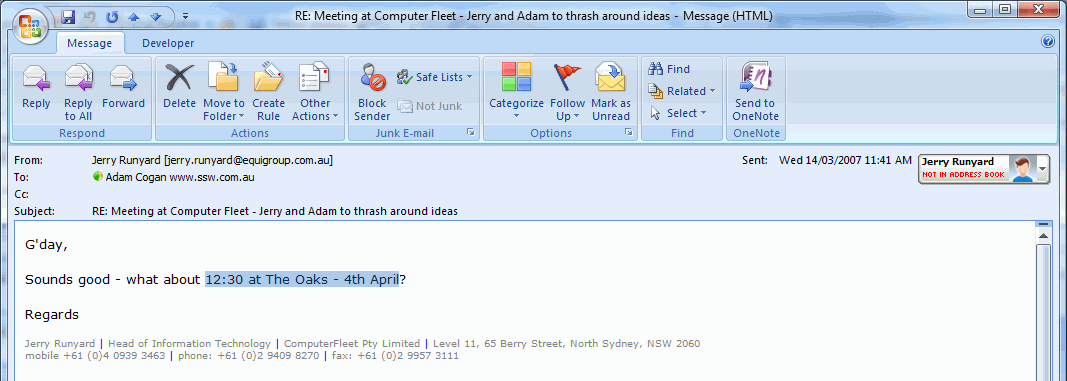 RE: Meeting at Computer Fleet - Jerry and Adam to thrash around ideas - Message (HTML)
Message Developer
Reply Reply to All Forward
Respond
Delete Move to Folder Create Rule Other Actions
Actions
Block Sender Safe Lists Not Junk
Junk E-mail
Categorize Follow Up Mark as Unread
Options
Find
Related
Select
Find
Send to OneNote
OneNote
From: Jerry Runyard [jerry.runyard@equigroup.com.au] Sent: Wed 14/03/2007 11:41 AM
Jerry Runyard
NOT IN ADDRESS BOOK
To: Adam Cogan www.ssw.com.au
Cc:
Subject: RE: Meeting at Computer Fleet - Jerry and Adam to thrash around ideas
G'day,
Sounds good - what about 12:30 at The Oaks - 4th April?
Regards
Jerry Runyard | Head of Information Technology | ComputerFleet Pty Limited | Level 11, 65 Berry Street, North Sydney, NSW 2060
mobile +61 (0)4 0939 3463 | phone: +61 (0)2 9409 8270 | fax: +61 (0)2 9957 3111